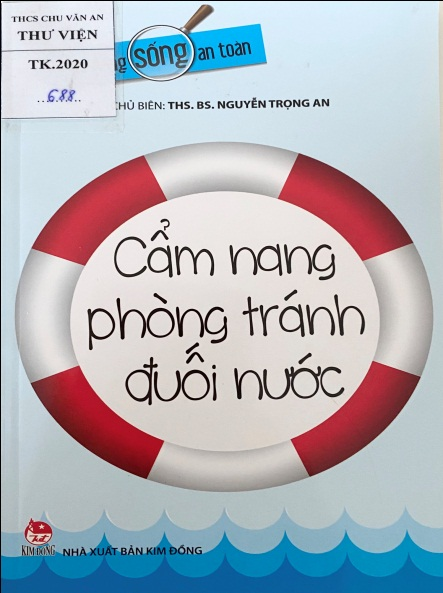 THCS CHU VĂN AN
THƯ VIỆN
TK.2020
688
sống an toàn
CHỦ BIÊN: THS. BS. NGUYỄN TRỌNG AN
Cẩm nang
phòng tránh
đuối nước
KIM ĐỒNG
NHÀ XUẤT BẢN KIM ĐỒNG